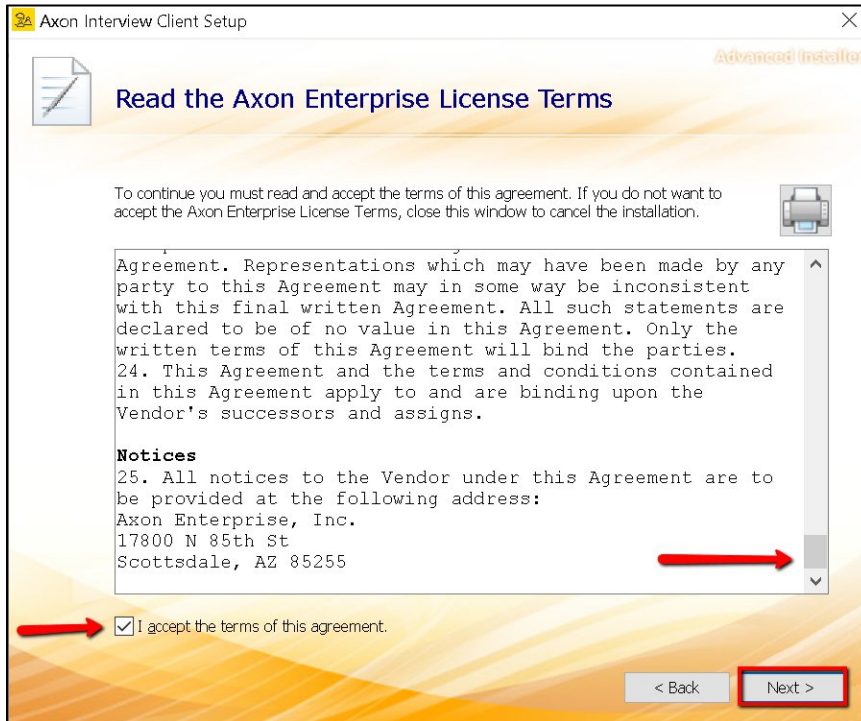 Axon Interview Client Setup
Advanced Installer
Read the Axon Enterprise License Terms
To continue you must read and accept the terms of this agreement. If you do not want to
accept the Axon Enterprise License Terms, close this window to cancel the installation.
Agreement. Representations which may have been made by any
party to this Agreement may in some way be inconsistent
with this final written Agreement. All such statements are
declared to be of no value in this Agreement. Only the
written terms of this Agreement will bind the parties.
24. This Agreement and the terms and conditions contained
in this Agreement apply to and are binding upon the
Vendor's successors and assigns.
Notices
25. All notices to the Vendor under this Agreement are to
be provided at the following address:
Axon Enterprise, Inc.
17800 N 85th St
Scottsdale, AZ 85255
I accept the terms of this agreement.
< Back
Next >